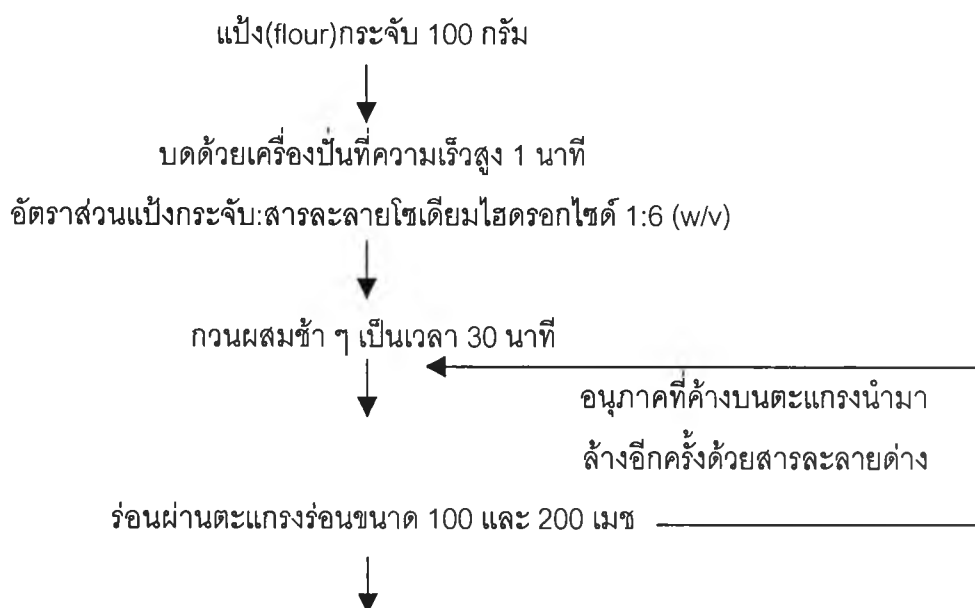 แป้ง(flour)กระจับ 100 กรัม
บดด้วยเครื่องปั่นที่ความเร็วสูง 1 นาที
อัตราส่วนแป้งกระจับ:สารละลายโซเดียมไฮดรอกไซด์ 1:6 (w/v)
กวนผสมช้า ๆ เป็นเวลา 30 นาที
อนุภาคที่ค้างบนตะแกรงนำมา
ล้างอีกครั้งด้วยสารละลายด่าง
ร่อนผ่านตะแกรงร่อนขนาด 100 และ 200 เมช